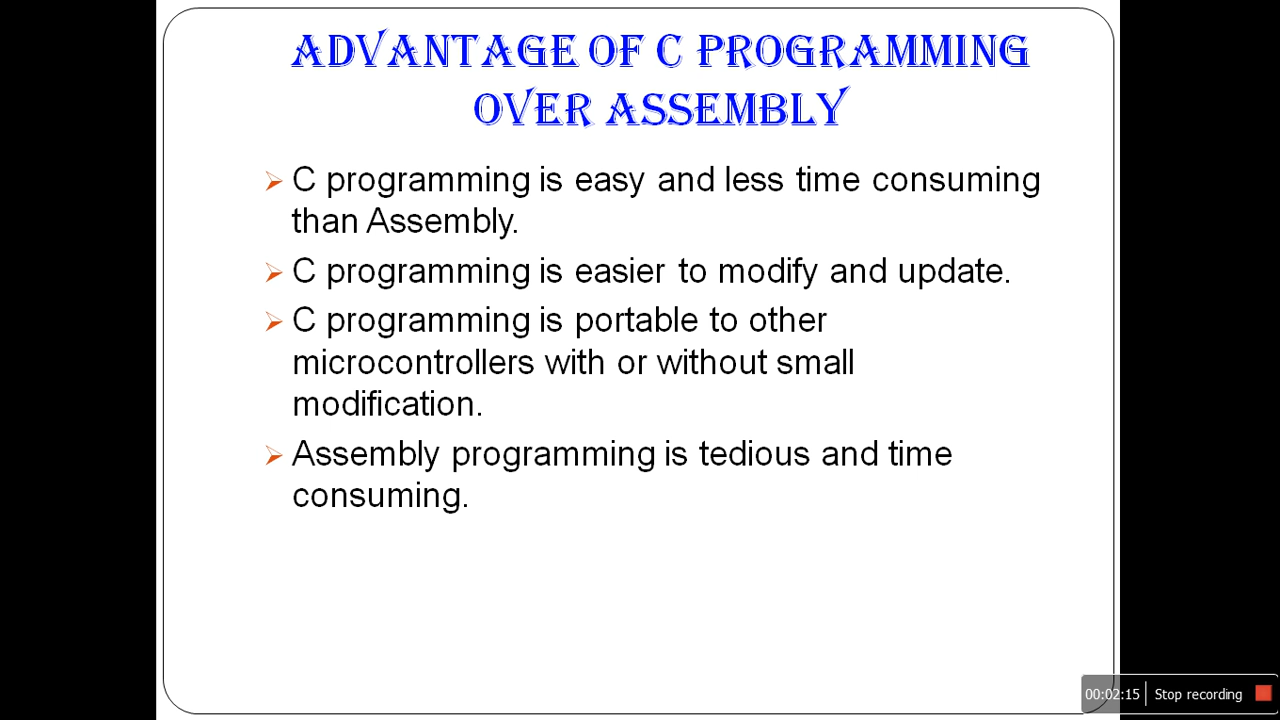 ADVANTAGE OF C PROGRAMMING
OVER ASSEMBLY
C programming is easy and less time consuming
than Assembly.
C programming is easier to modify and update.
C programming is portable to other
microcontrollers with or without small
modification.
Assembly programming is tedious and time
consuming.
00:02:15 Stop recording